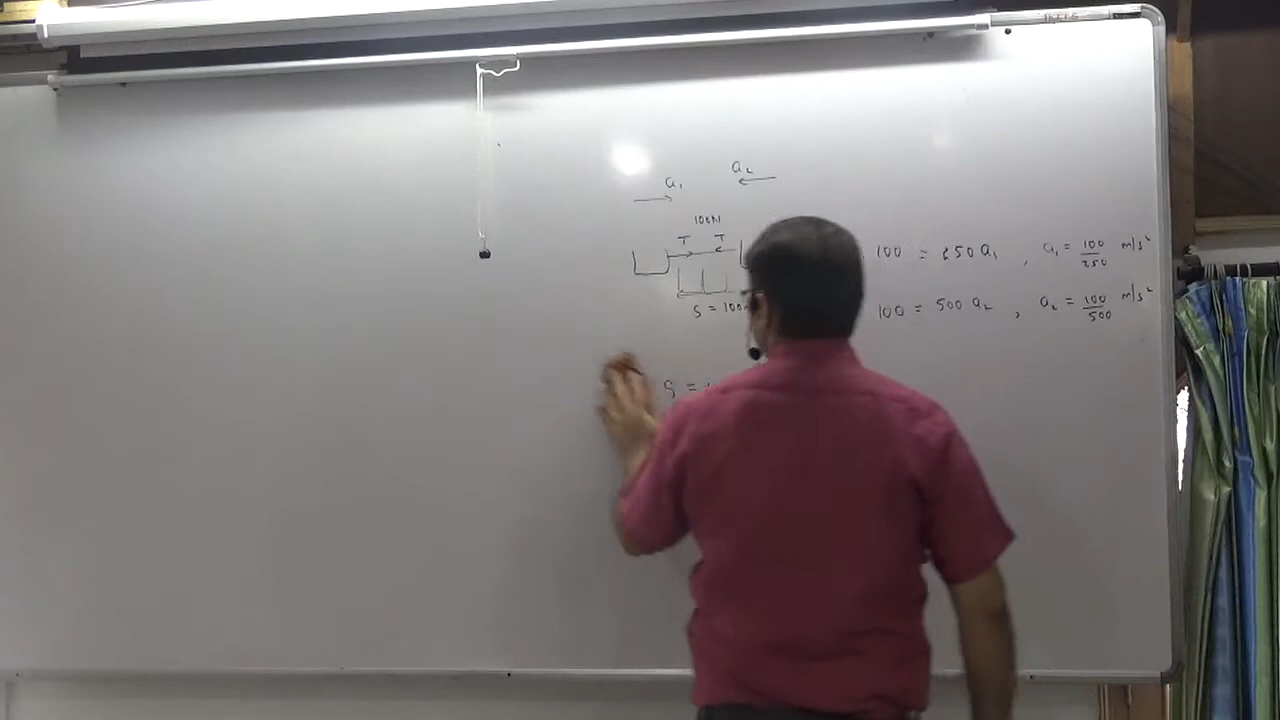 a₁ a₂
100N
T T
S = 100
100 = 250 a₁ , a₁ = 100/250 m/s²
100 = 500 a₂ , a₂ = 100/500 m/s²
S =